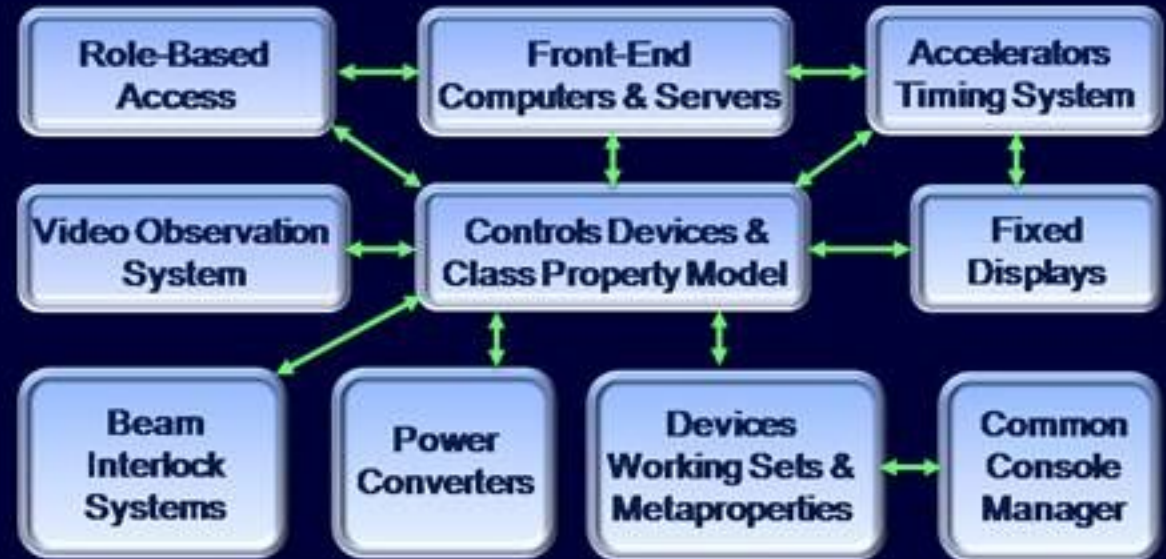 Role-Based
Access
Front-End
Computers & Servers
Accelerators
Timing System
Video Observation
System
Controls Devices &
Class Property Model
Fixed
Displays
Beam
Interlock
Systems
Power
Converters
Devices
Working Sets &
Metaproperties
Common
Console
Manager